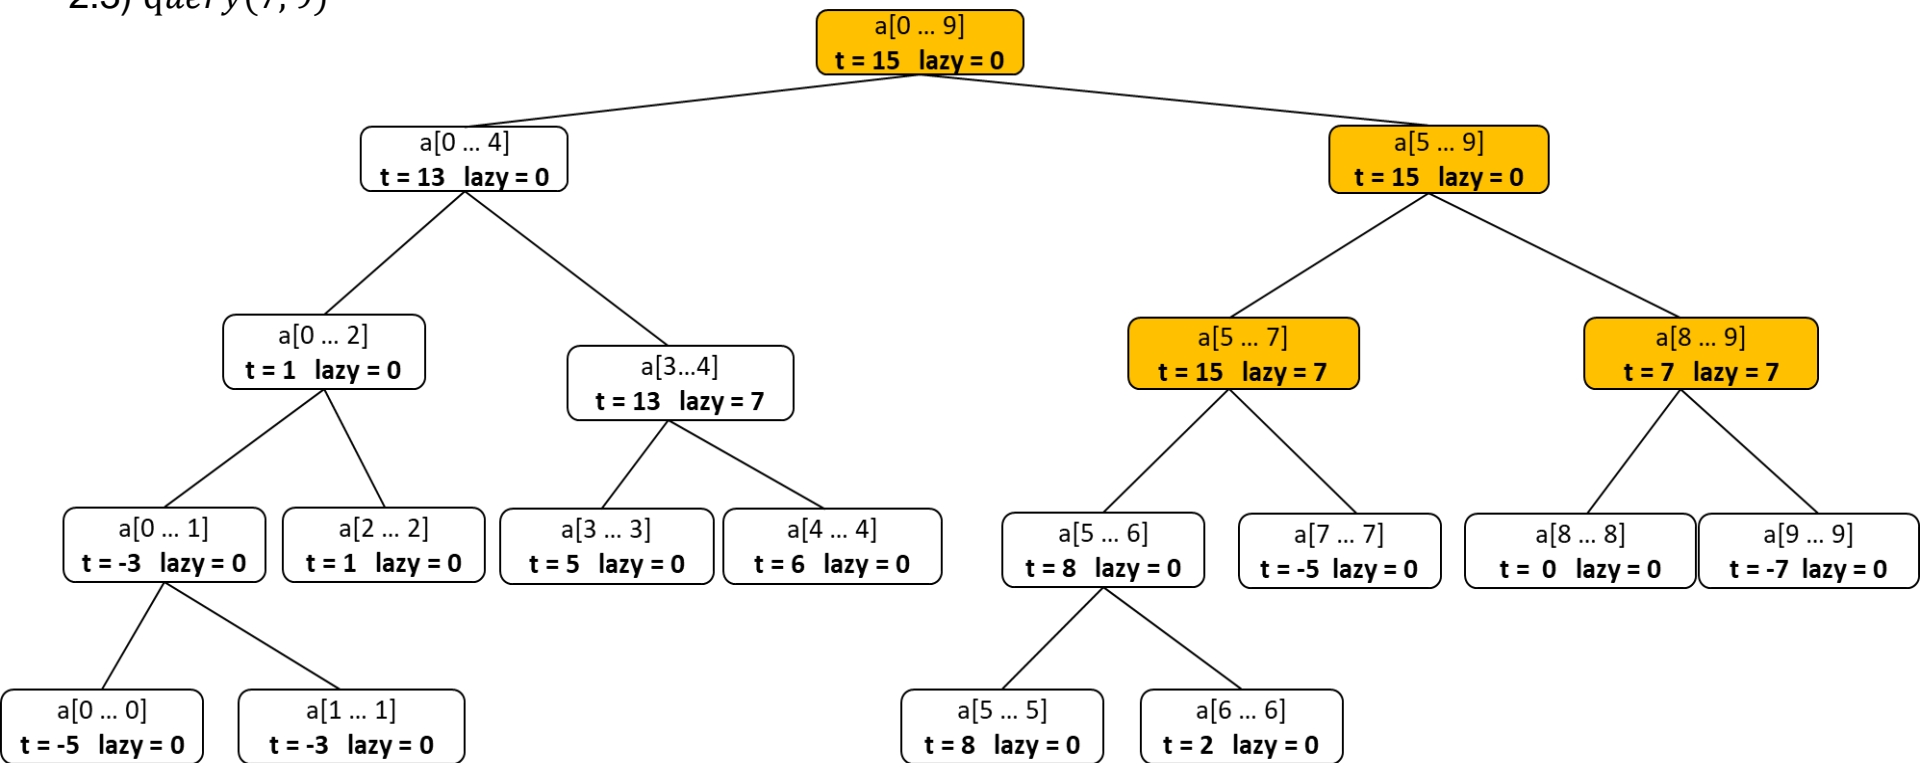 2.3) query(7, 9)
a[0 ... 9]
t = 15 lazy = 0
a[0 ... 4]
t = 13 lazy = 0
a[5 ... 9]
t = 15 lazy = 0
a[0 ... 2]
t = 1 lazy = 0
a[3...4]
t = 13 lazy = 7
a[5 ... 7]
t = 15 lazy = 7
a[8 ... 9]
t = 7 lazy = 7
a[0 ... 1]
t = -3 lazy = 0
a[2 ... 2]
t = 1 lazy = 0
a[3 ... 3]
t = 5 lazy = 0
a[4 ... 4]
t = 6 lazy = 0
a[5 ... 6]
t = 8 lazy = 0
a[7 ... 7]
t = -5 lazy = 0
a[8 ... 8]
t = 0 lazy = 0
a[9 ... 9]
t = -7 lazy = 0
a[0 ... 0]
t = -5 lazy = 0
a[1 ... 1]
t = -3 lazy = 0
a[5 ... 5]
t = 8 lazy = 0
a[6 ... 6]
t = 2 lazy = 0